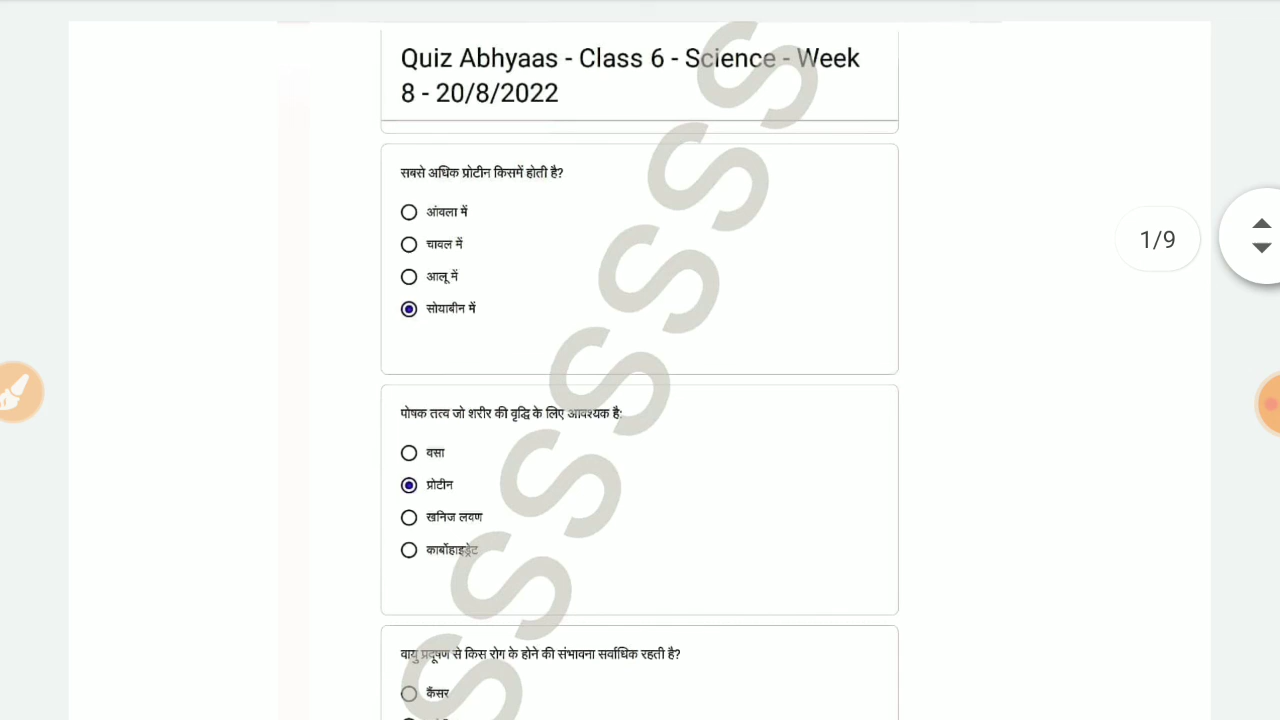 Quiz Abhyaas - Class 6 - Science - Week
8 - 20/8/2022
सबसे अधिक प्रोटीन किसमें होती है?
आंवला में
चावल में
आलू में
सोयाबीन में
1/9
पोषक तत्व जो शरीर की वृद्धि के लिए आवश्यक है:
वसा
प्रोटीन
खनिज लवण
कार्बोहाइड्रेट
वायु प्रदूषण से किस रोग के होने की संभावना सर्वाधिक रहती है?
कैंसर
SSSSSSS